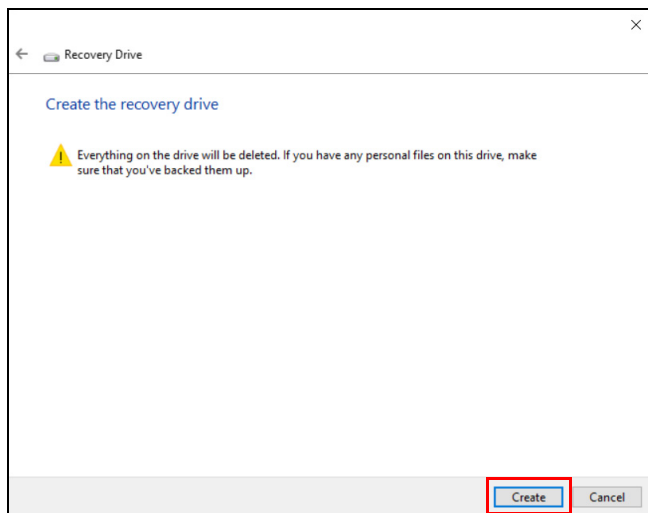 Recovery Drive
Create the recovery drive
Everything on the drive will be deleted. If you have any personal files on this drive, make
sure that you've backed them up.
Create Cancel